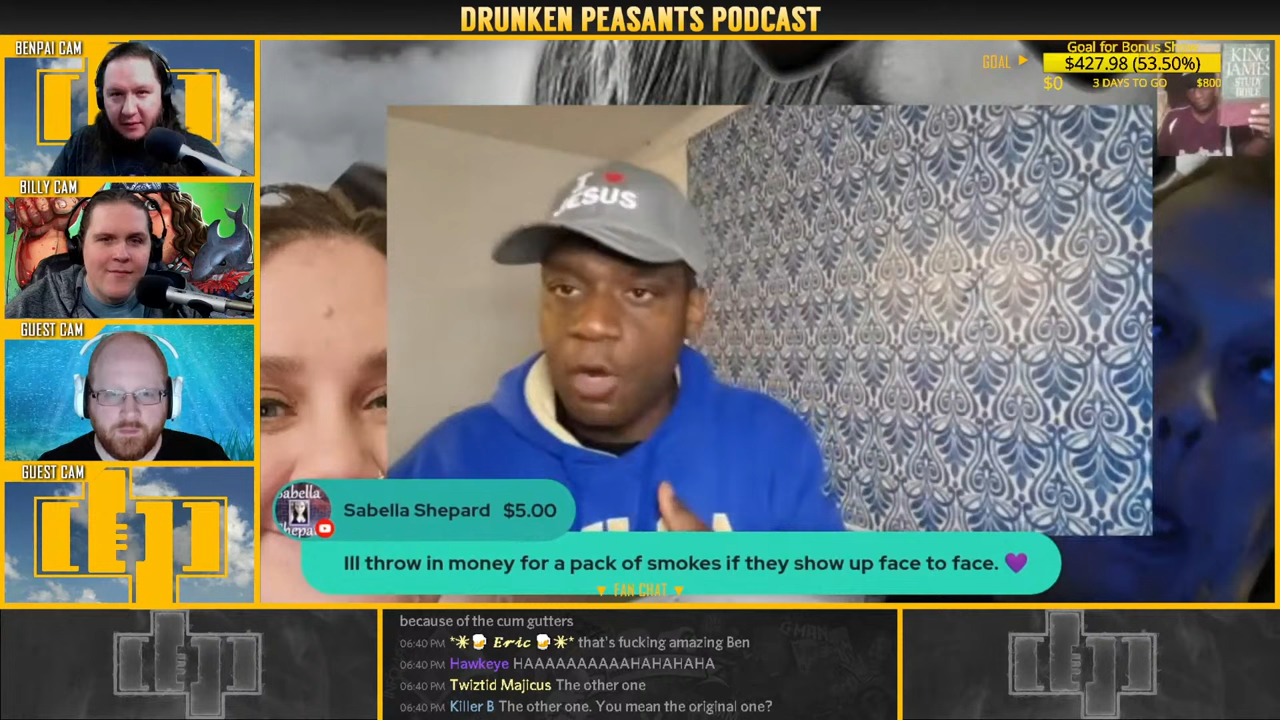 DRUNKEN PEASANTS PODCAST
BENPAI CAM
BILLY CAM
GUEST CAM
GUEST CAM
GOAL
Goal for Bonus Sh
$427.98 (53.50%)
$0 3 DAYS TO GO $800
KING
JAMES
STUDY
BIBLE
I ♥
JESUS
Sabella
Shepa
Sabella Shepard $5.00
Ill throw in money for a pack of smokes if they show up face to face. 💜
▼ FAN CHAT ▼
because of the cum gutters
06:40 PM *☀🍺 𝑬𝒓𝒊𝒄 🍺☀* that's fucking amazing Ben
06:40 PM Hawkeye HAAAAAAAAAAHAHAHAHA
06:40 PM Twiztid Majicus The other one
06:40 PM Killer B The other one. You mean the original one?